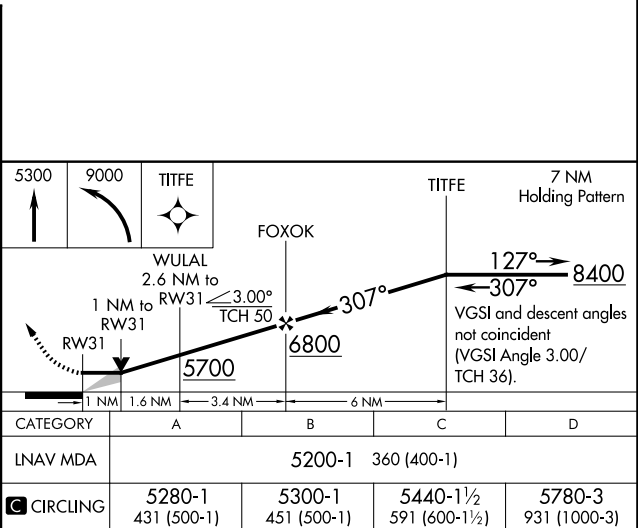 5300 9000 TITFE
TITFE
7 NM
Holding Pattern
FOXOK
WULAL
2.6 NM to
RW31
3.00°
TCH 50
1 NM to
RW31
RW31
307°
127°
307°
8400
6800
5700
VGSI and descent angles
not coincident
(VGSI Angle 3.00/
TCH 36).
1 NM 1.6 NM 3.4 NM 6 NM
CATEGORY A B C D
LNAV MDA 5200-1 360 (400-1)
C CIRCLING 5280-1 5300-1 5440-1½ 5780-3
431 (500-1) 451 (500-1) 591 (600-1½) 931 (1000-3)